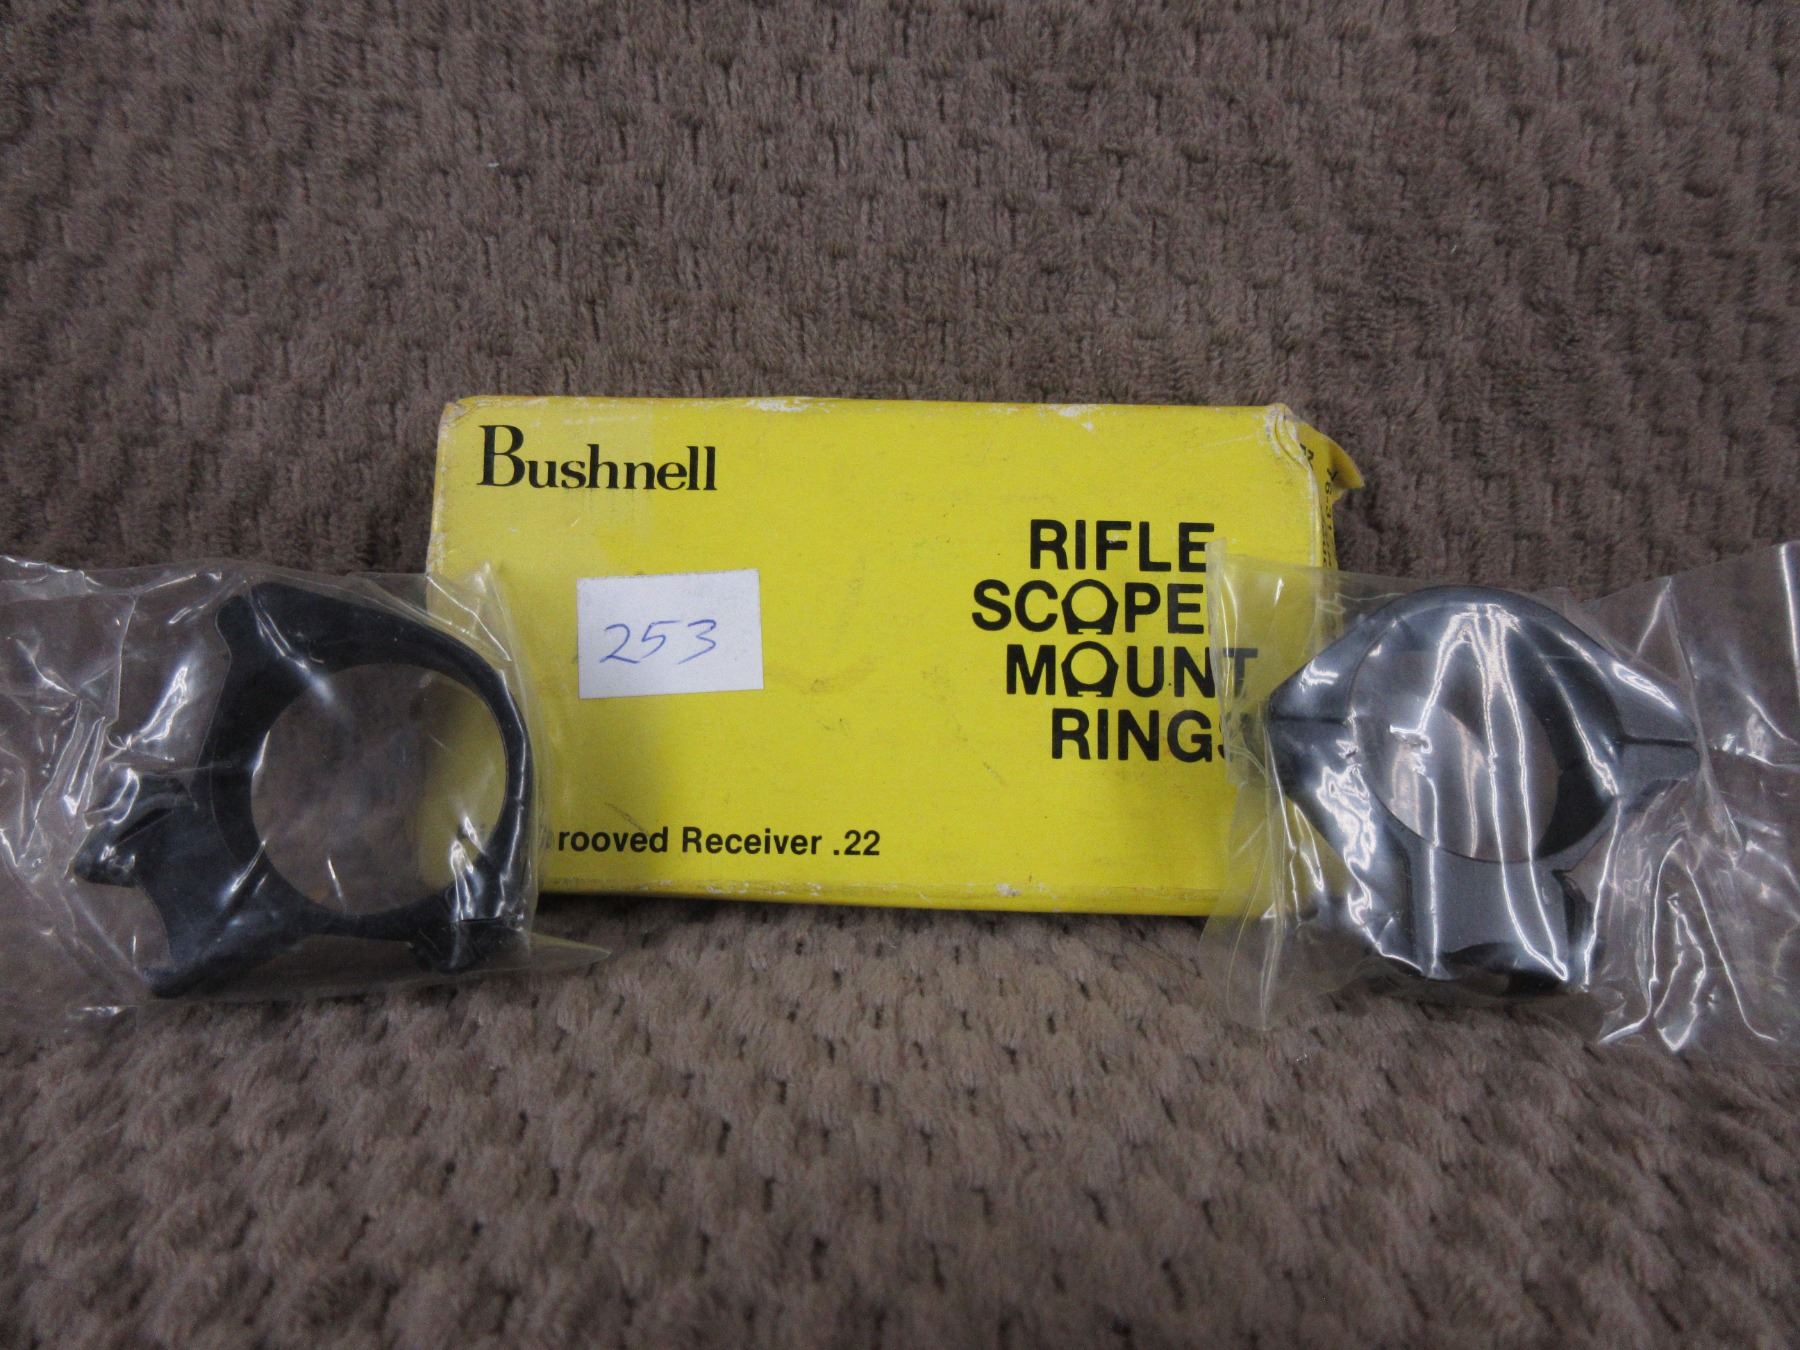 Bushnell
RIFLE
SCOPE
MOUNT
RINGS
253
rooved Receiver .22